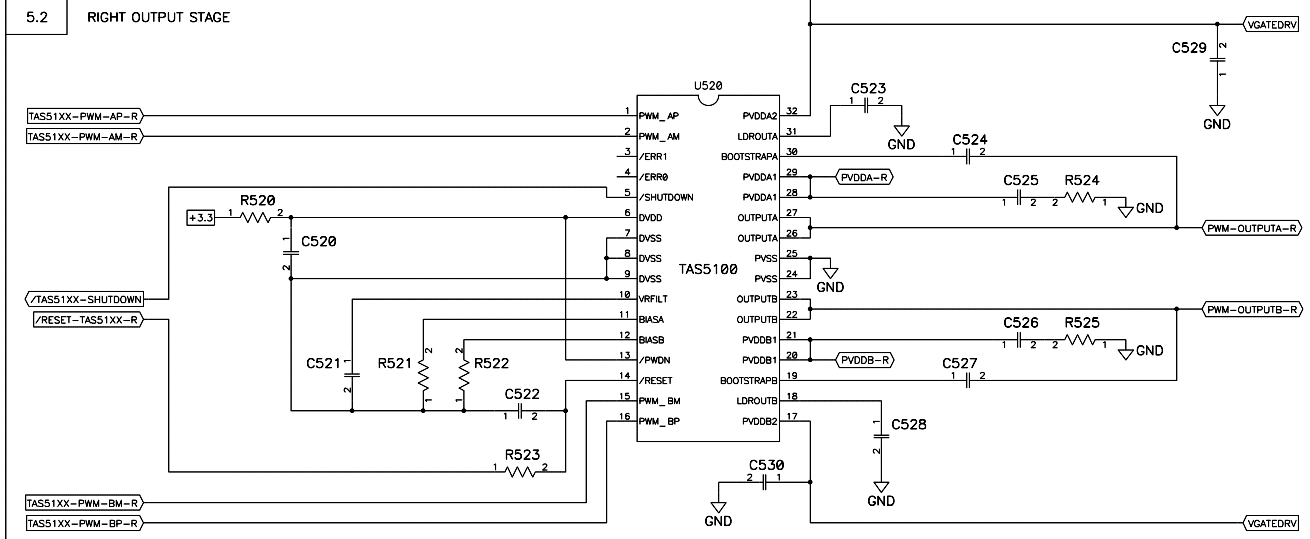 5.2 RIGHT OUTPUT STAGE
VGATEDRV
C529
2
1
GND
U520
TAS5100
TAS51XX-PWM-AP-R
1 PWM_AP
TAS51XX-PWM-AM-R
2 PWM_AM
3 /ERR1
4 /ERR0
5 /SHUTDOWN
6 DVDD
7 DVSS
8 DVSS
9 DVSS
10 VRFILT
11 BIASA
12 BIASB
13 /PWDN
14 /RESET
15 PWM_BM
16 PWM_BP
PVDDA2 32
LDROUTA 31
BOOTSTRAPA 30
PVDDA1 29
PVDDA1 28
OUTPUTA 27
OUTPUTA 26
PVSS 25
PVSS 24
OUTPUTB 23
OUTPUTB 22
PVDDB1 21
PVDDB1 20
BOOTSTRAPB 19
LDROUTB 18
PVDDB2 17
+3.3
R520
1 2
C520
1
2
/TAS51XX-SHUTDOWN
/RESET-TAS51XX-R
C521
1
2
R521
2
1
R522
2
1
C522
1 2
R523
1 2
TAS51XX-PWM-BM-R
TAS51XX-PWM-BP-R
C523
1 2
GND
C524
1 2
PVDDA-R
C525
1 2
R524
2 1
GND
PWM-OUTPUTA-R
GND
PWM-OUTPUTB-R
C526
1 2
R525
2 1
GND
PVDDB-R
C527
1 2
C528
1
2
GND
C530
2 1
GND
VGATEDRV